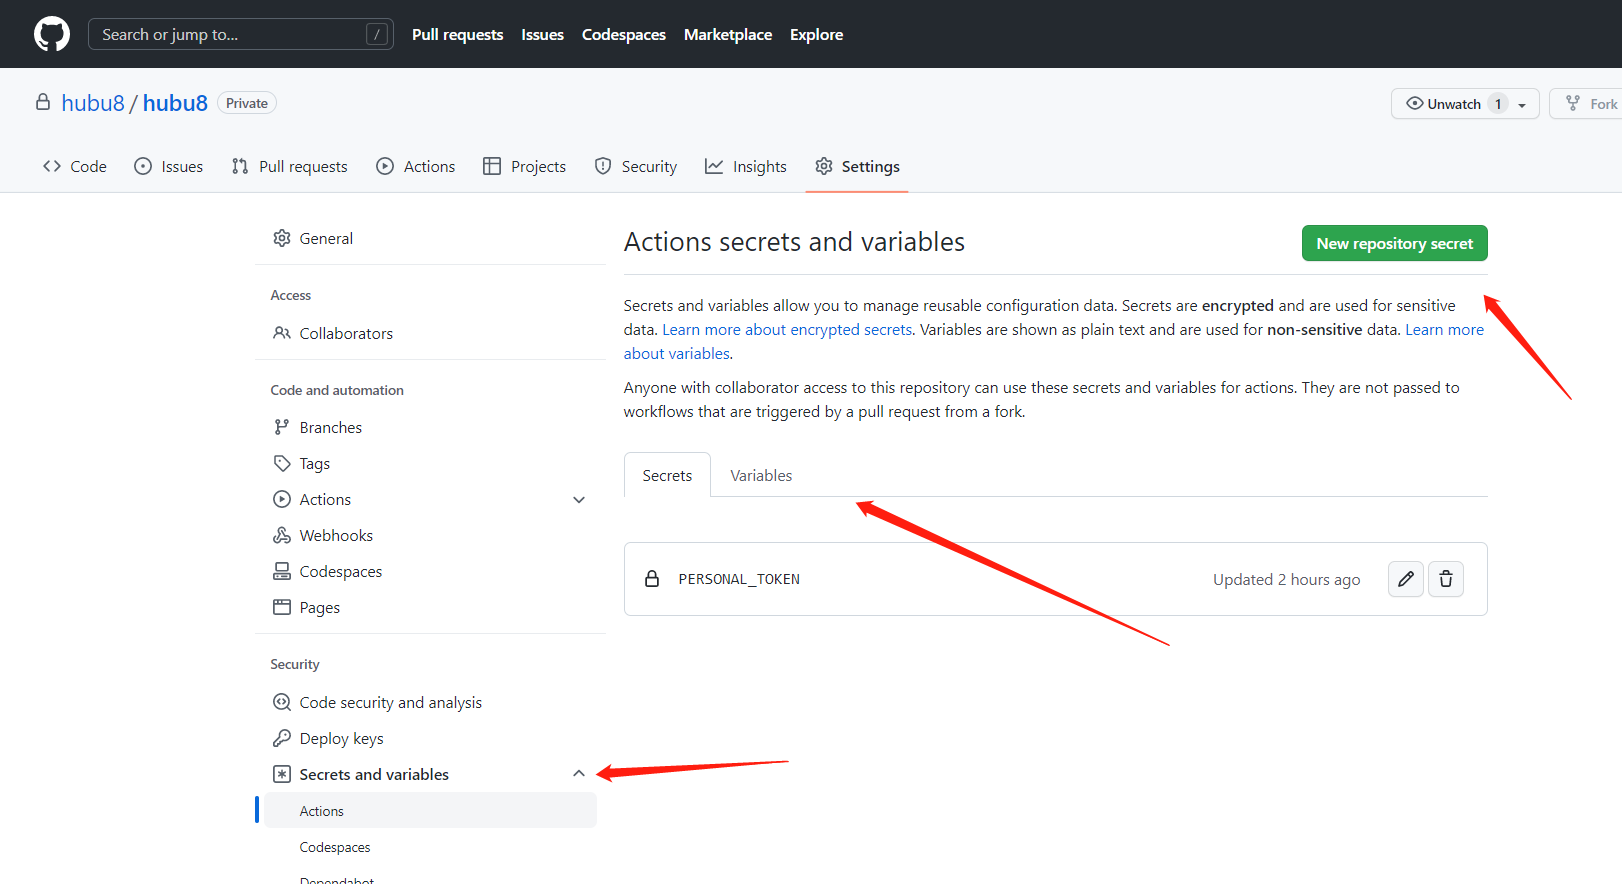 Search or jump to... /
Pull requests Issues Codespaces Marketplace Explore
hubu8 / hubu8 Private
Unwatch 1 Fork
Code Issues Pull requests Actions Projects Security Insights Settings
General
Access
Collaborators
Code and automation
Branches
Tags
Actions
Webhooks
Codespaces
Pages
Security
Code security and analysis
Deploy keys
Secrets and variables
Actions
Codespaces
Dependabot
Actions secrets and variables
New repository secret
Secrets and variables allow you to manage reusable configuration data. Secrets are encrypted and are used for sensitive
data. Learn more about encrypted secrets. Variables are shown as plain text and are used for non-sensitive data. Learn more
about variables.
Anyone with collaborator access to this repository can use these secrets and variables for actions. They are not passed to
workflows that are triggered by a pull request from a fork.
Secrets Variables
PERSONAL_TOKEN Updated 2 hours ago